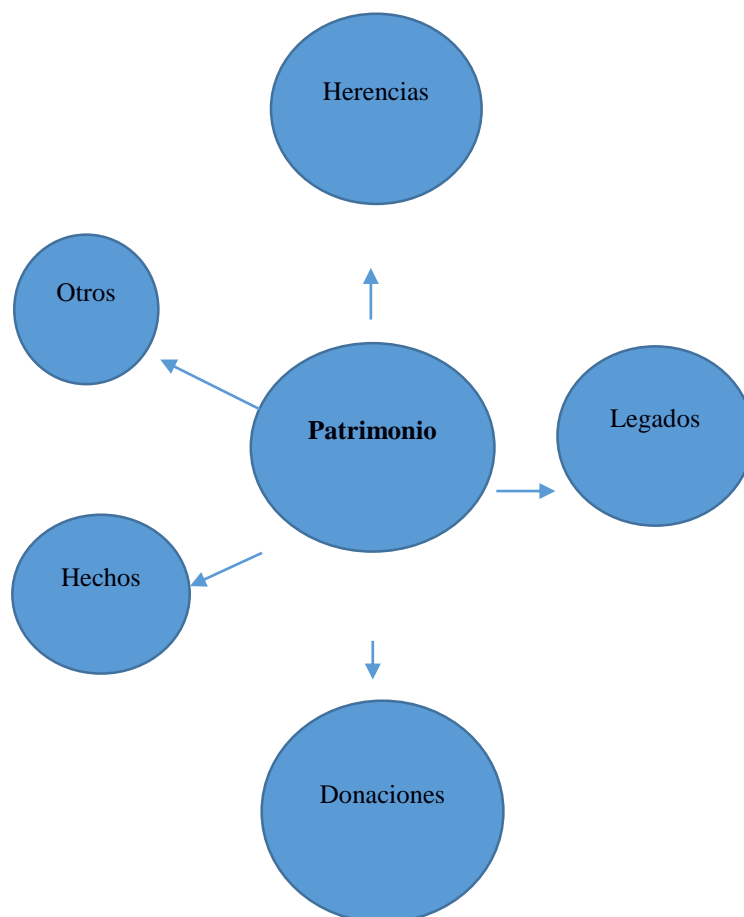 Herencias
Otros
Patrimonio
Legados
Hechos
Donaciones